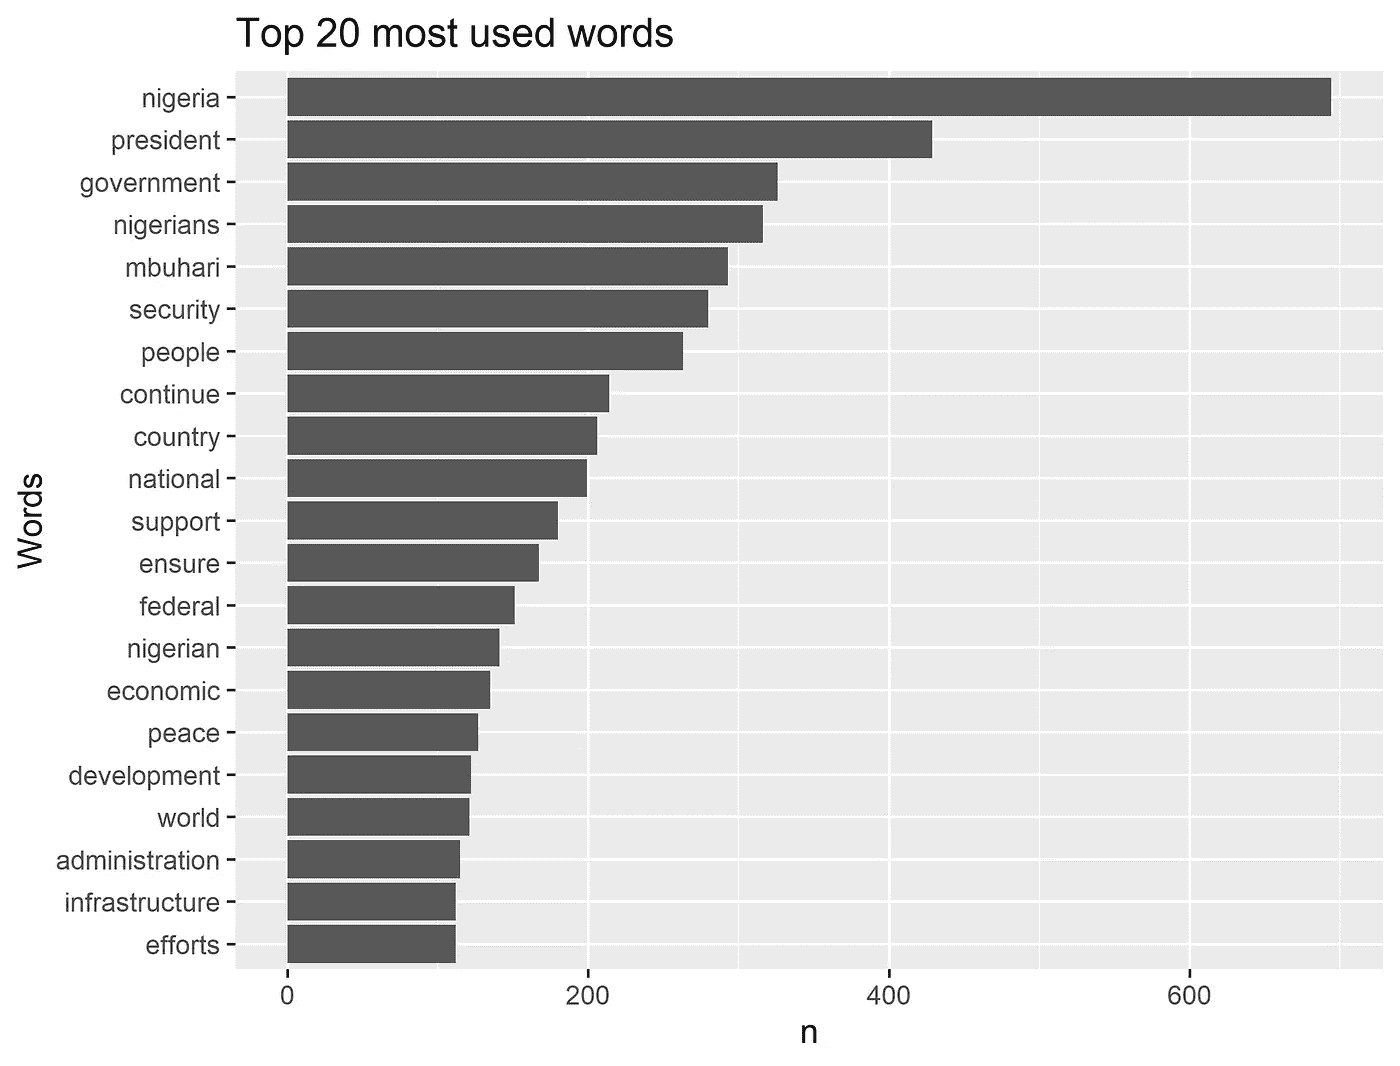 Top 20 most used words
nigeria
president
government
nigerians
mbuhari
security
people
continue
country
national
support
ensure
federal
nigerian
economic
peace
development
world
administration
infrastructure
efforts
Words
0 200 400 600
n